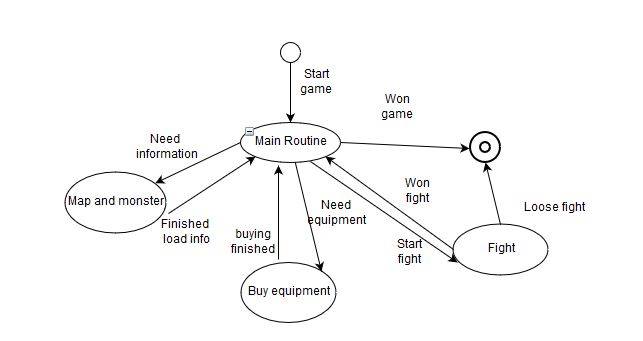 Start
game
Won
game
Main Routine
Need
information
Map and monster
Finished
load info
buying
finished
Need
equipment
Won
fight
Start
fight
Loose fight
Fight
Buy equipment